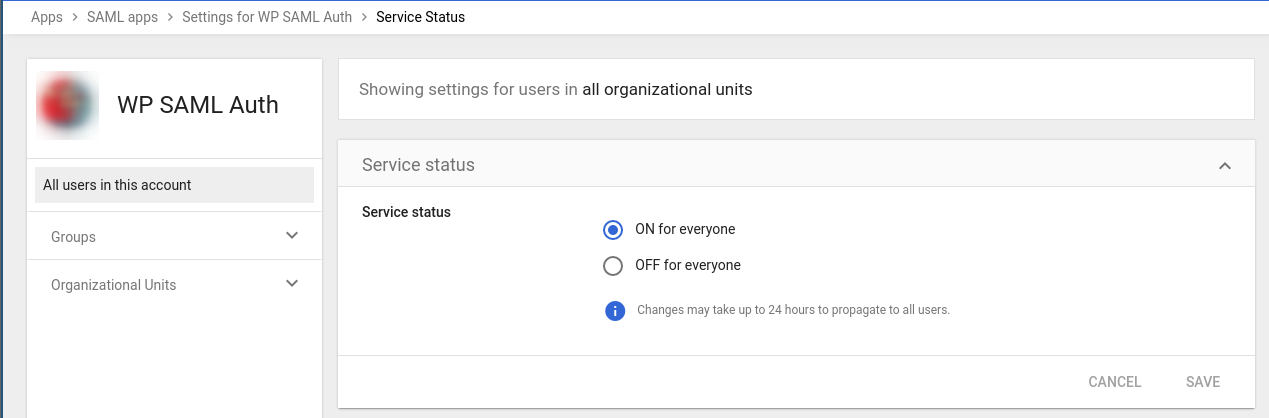 Apps > SAML apps > Settings for WP SAML Auth > Service Status
WP SAML Auth
All users in this account
Groups
Organizational Units
Showing settings for users in all organizational units
Service status
Service status
ON for everyone
OFF for everyone
Changes may take up to 24 hours to propagate to all users.
CANCEL SAVE